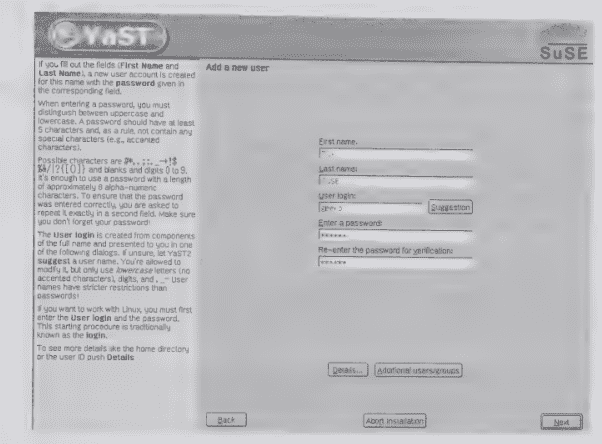 YaST
SuSE
If you fill out the fields (First Name and
Last Name), a new user account is created
for this name with the password given in
the corresponding field.
When entering a password, you must
distinguish between uppercase and
lowercase. A password should have at least
5 characters and, as a rule, not contain any
special characters (e.g., accented
characters).
Possible characters are
and blanks and digits 0 to 9.
It's enough to use a password with a length
of approximately 8 alpha-numeric
characters. To ensure that the password
was entered correctly, you are asked to
repeat it exactly in a second field. Make sure
you don't forget your password!
The User login is created from components
of the full name and presented to you in one
of the following dialogs. If unsure, let YaST2
suggest a user name. You're allowed to
modify it, but only use lowercase letters (no
accented characters), digits, and . _ - User
names have stricter restrictions than
passwords!
If you want to work with Linux, you must first
enter the User login and the password.
This starting procedure is traditionally
known as the login.
To see more details like the home directory
or the user ID push Details
Add a new user
First name:
Last name:
User login:
Suggestion
Enter a password:
*******
Re-enter the password for verification:
*******
Details...
Additional users/groups
Back
Abort Installation
Next